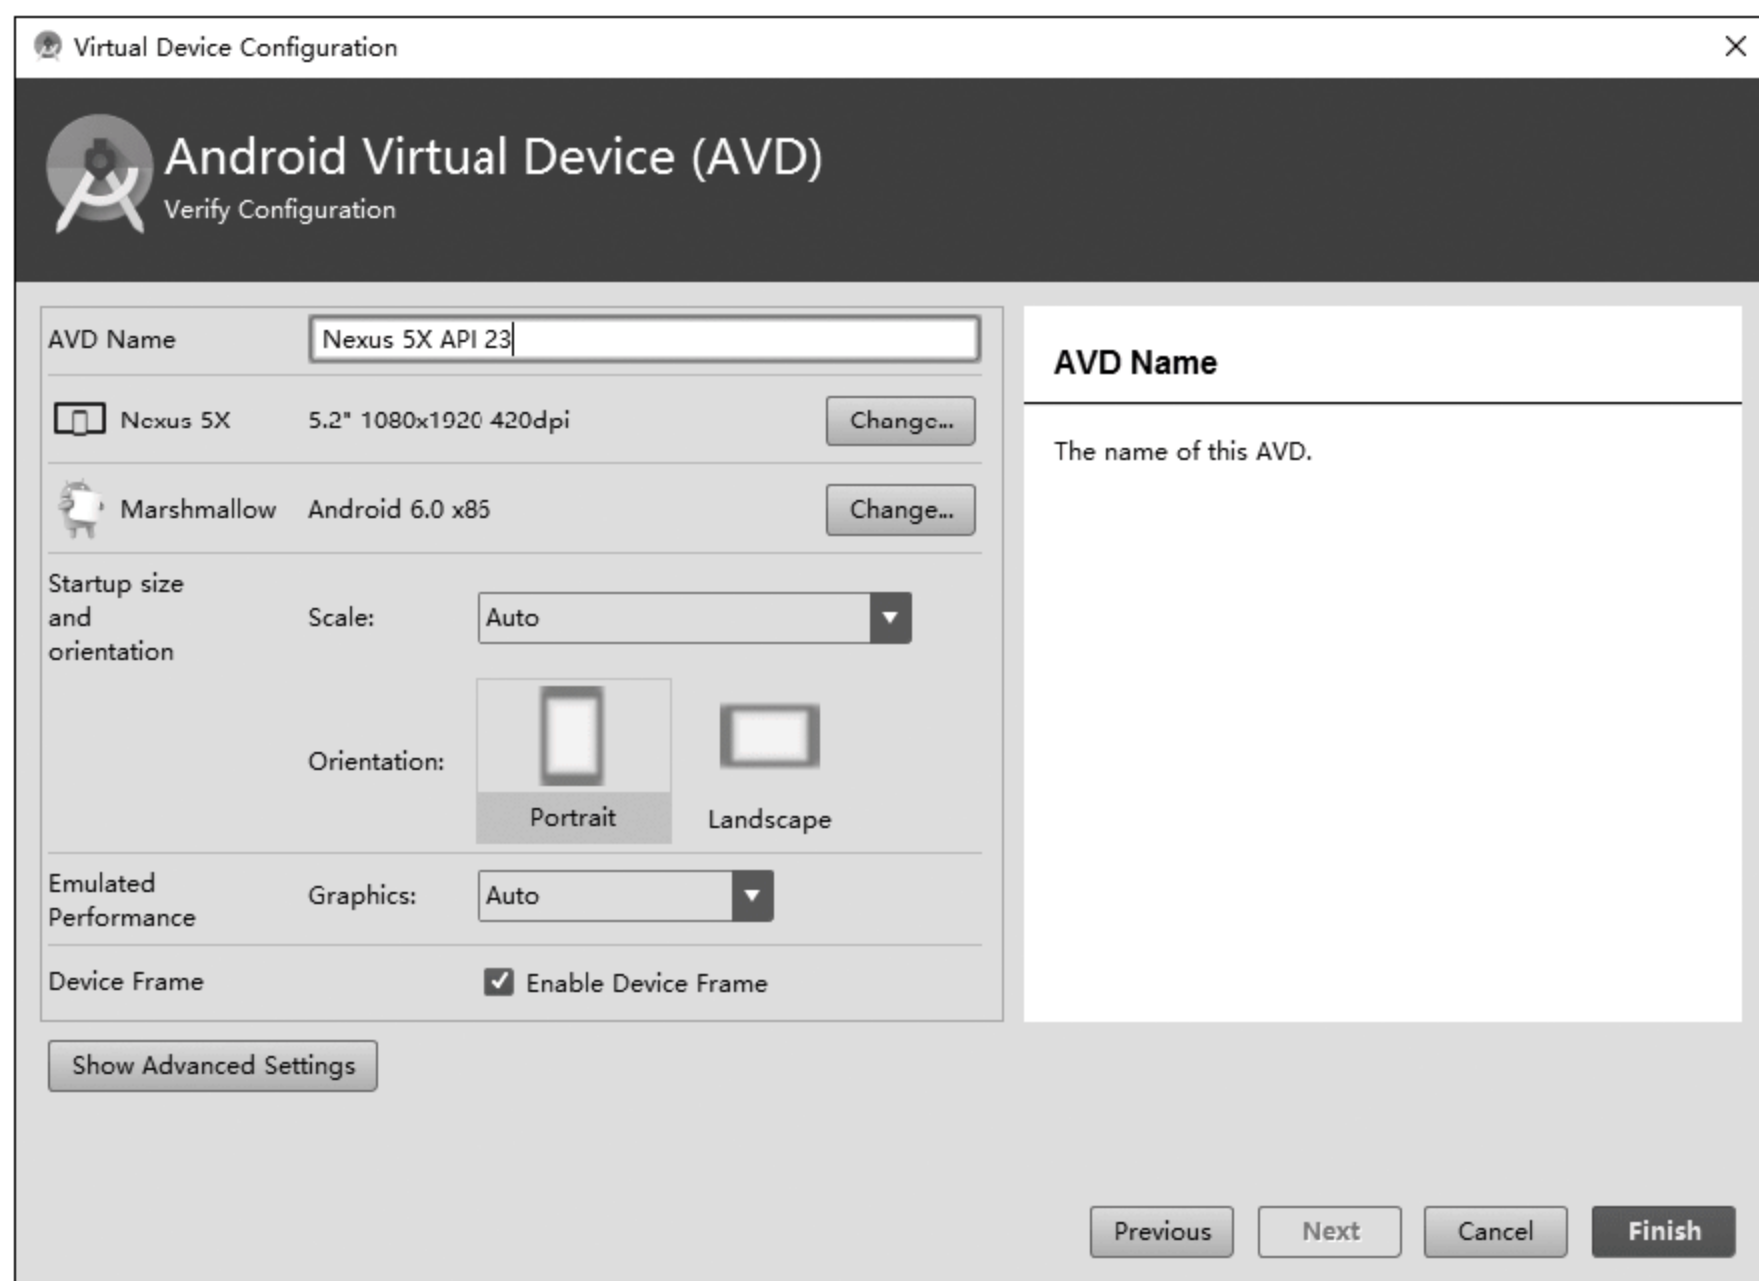 Virtual Device Configuration
Android Virtual Device (AVD)
Verify Configuration
AVD Name
Nexus 5X API 23
Nexus 5X
5.2" 1080x1920 420dpi
Change...
Marshmallow
Android 6.0 x86
Change...
Startup size
and
orientation
Scale:
Auto
Orientation:
Portrait
Landscape
Emulated
Performance
Graphics:
Auto
Device Frame
Enable Device Frame
Show Advanced Settings
AVD Name
The name of this AVD.
Previous
Next
Cancel
Finish